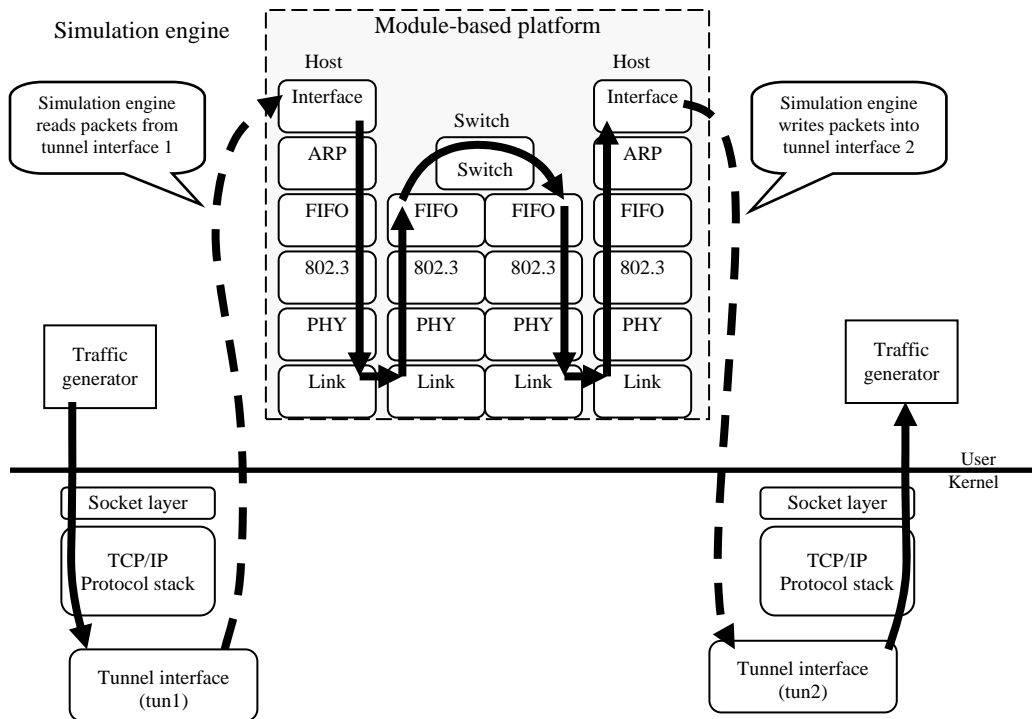 Simulation engine
Module-based platform
Simulation engine
reads packets from
tunnel interface 1
Host
Interface
ARP
FIFO
802.3
PHY
Link
Switch
Switch
FIFO
FIFO
802.3
802.3
PHY
PHY
Link
Link
Host
Interface
ARP
FIFO
802.3
PHY
Link
Simulation engine
writes packets into
tunnel interface 2
Traffic
generator
Traffic
generator
User
Kernel
Socket layer
TCP/IP
Protocol stack
Tunnel interface
(tun1)
Socket layer
TCP/IP
Protocol stack
Tunnel interface
(tun2)